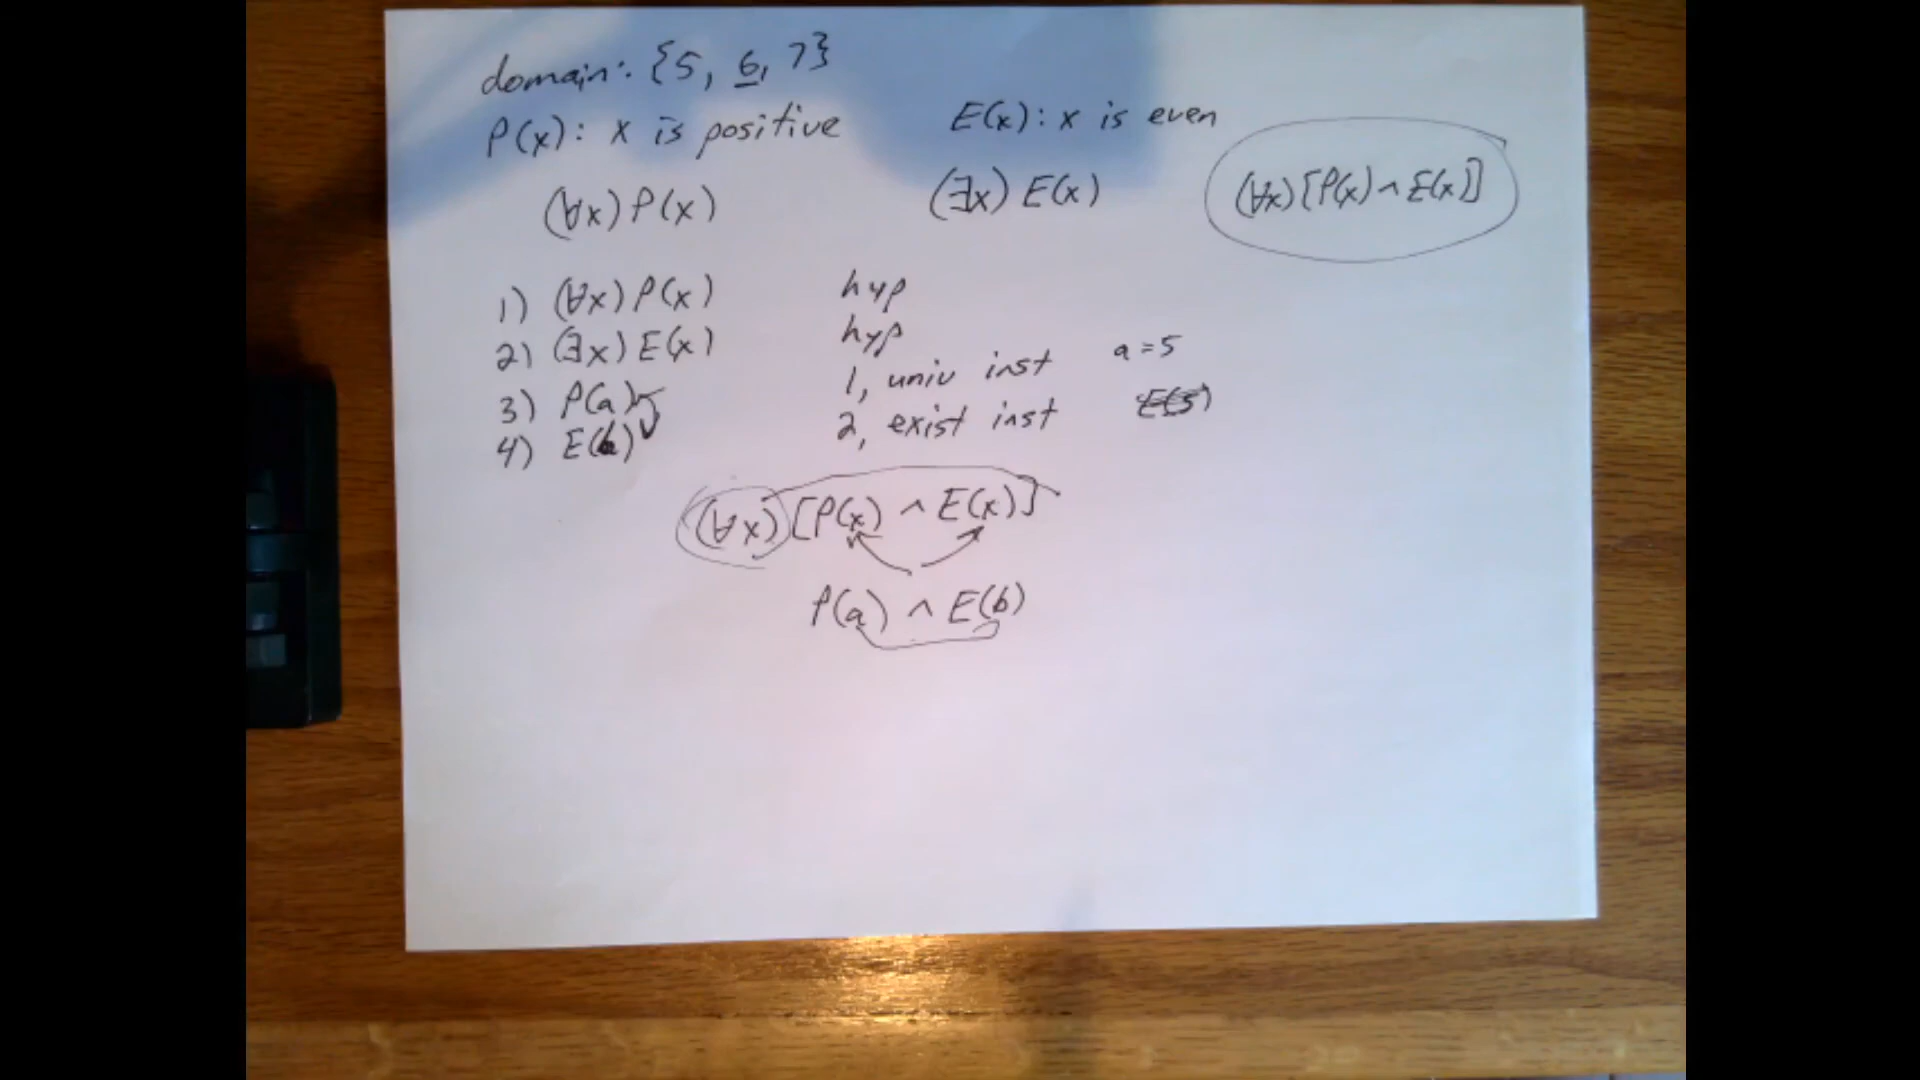 domain: {5, 6, 7}
P(x): x is positive E(x): x is even
(∀x) P(x) (∃x) E(x) (∀x)[P(x) ∧ E(x)]
1) (∀x) P(x) hyp
2) (∃x) E(x) hyp
3) P(a) 1, univ inst a=5
4) E(b) 2, exist inst E(5)
(∀x) [P(x) ∧ E(x)]
P(a) ∧ E(b)